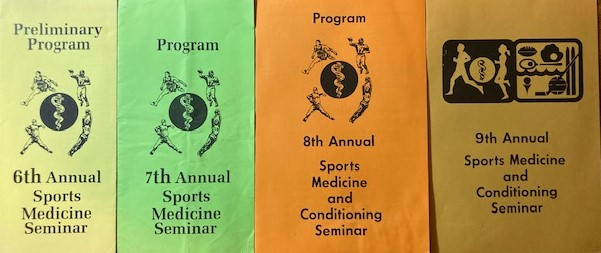 Preliminary
Program
6th Annual
Sports
Medicine
Seminar
Program
7th Annual
Sports
Medicine
Seminar
Program
8th Annual
Sports
Medicine
and
Conditioning
Seminar
9th Annual
Sports Medicine
and
Conditioning
Seminar